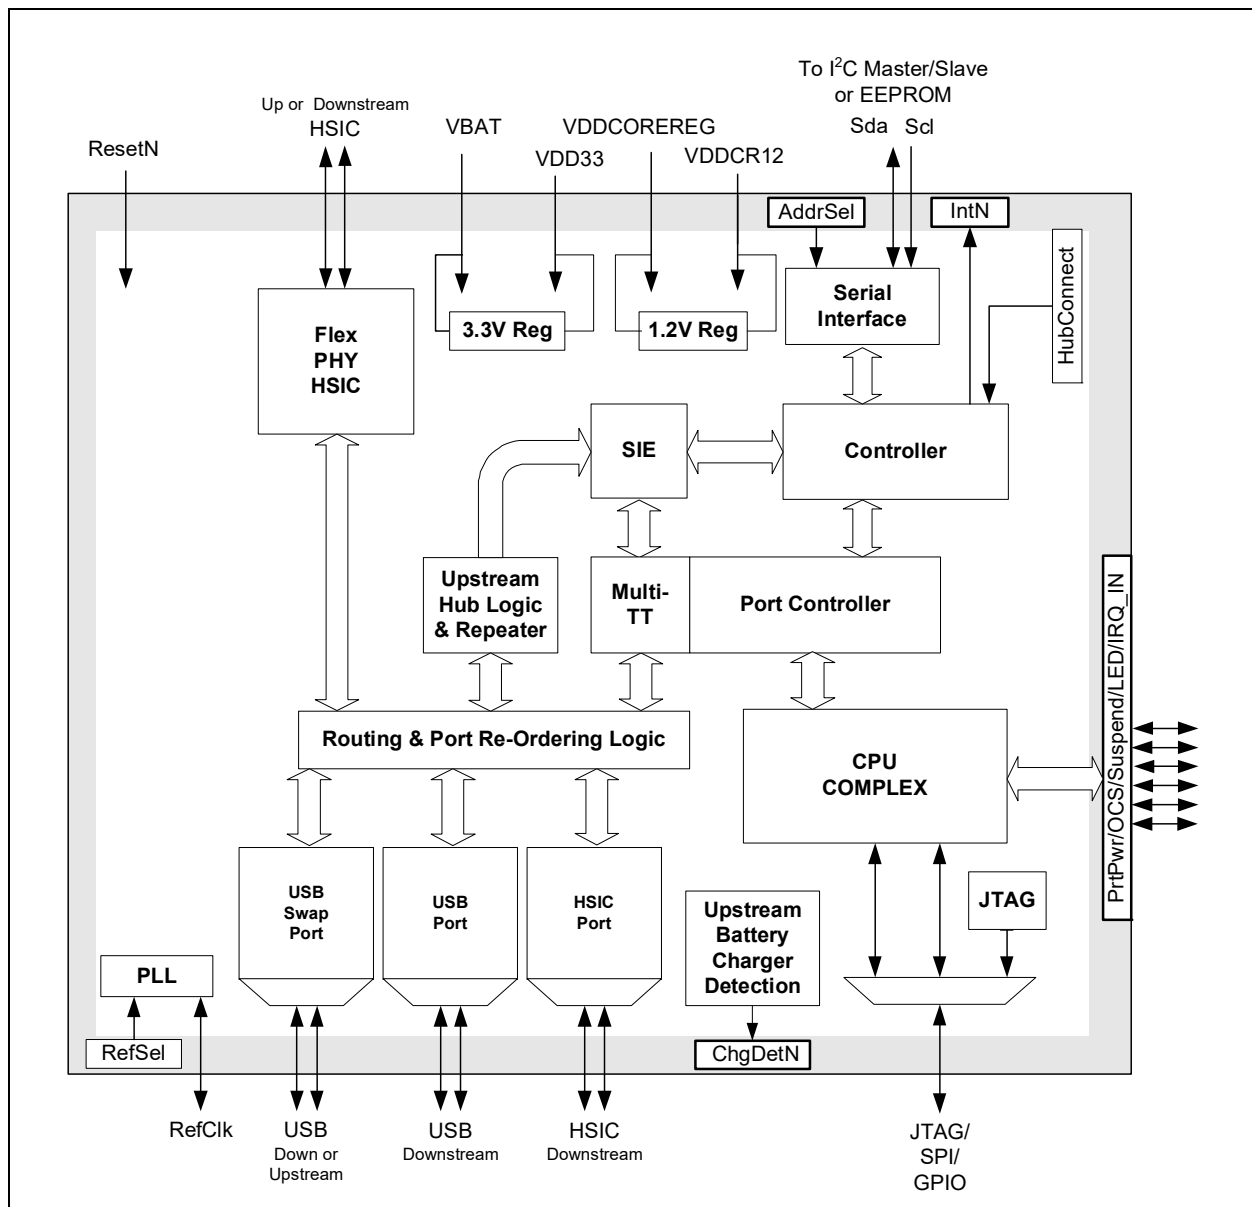 To I²C Master/Slave
or EEPROM
Up or Downstream
HSIC
VBAT
VDDCOREREG
Sda
Scl
ResetN
VDD33
VDDCR12
AddrSel
IntN
HubConnect
Serial
Interface
Flex
PHY
HSIC
3.3V Reg
1.2V Reg
SIE
Controller
Upstream
Hub Logic
& Repeater
Multi-
TT
Port Controller
PrtPwr/OCS/Suspend/LED/IRQ_IN
Routing & Port Re-Ordering Logic
CPU
COMPLEX
USB
Swap
Port
USB
Port
HSIC
Port
Upstream
Battery
Charger
Detection
JTAG
PLL
RefSel
ChgDetN
RefClk
USB
Down or
Upstream
USB
Downstream
HSIC
Downstream
JTAG/
SPI/
GPIO